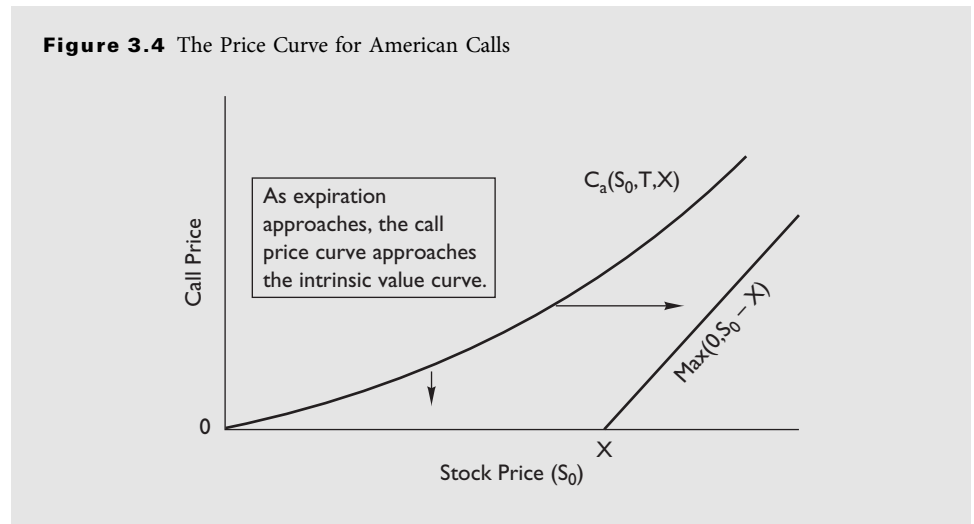 Figure 3.4 The Price Curve for American Calls
Cₐ(S₀,T,X)
As expiration
approaches, the call
price curve approaches
the intrinsic value curve.
Call Price
Max(0,S₀ – X)
0
X
Stock Price (S₀)